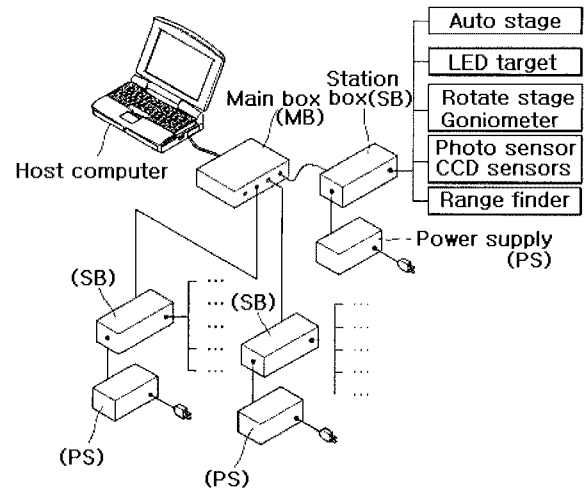 Auto stage
LED target
Rotate stage
Goniometer
Photo sensor
CCD sensors
Range finder
Station
box(SB)
Main box
(MB)
Host computer
Power supply
(PS)
(SB)
(SB)
(PS)
(PS)